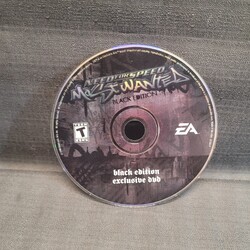 NEED FOR SPEED
MOST WANTED
BLACK EDITION
T
EA
black edition
exclusive dvd